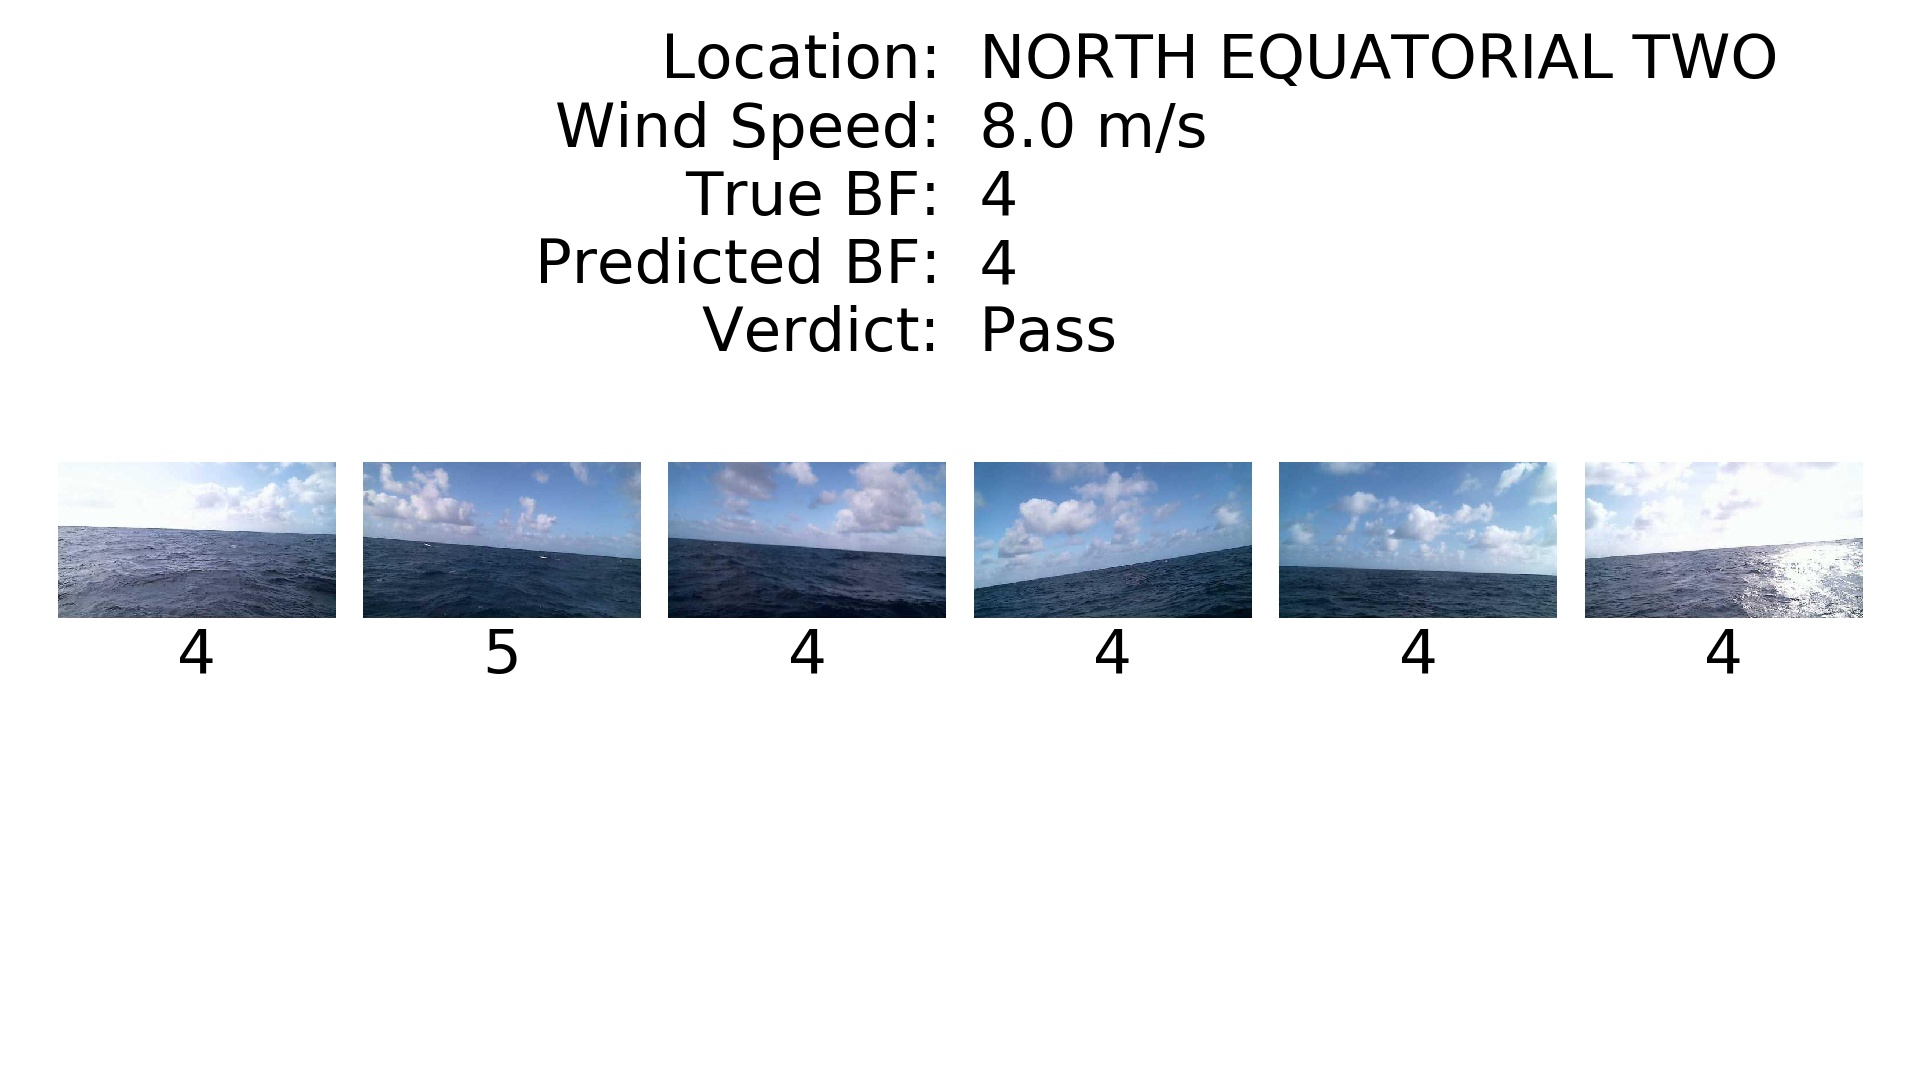 Location: NORTH EQUATORIAL TWO
Wind Speed: 8.0 m/s
True BF: 4
Predicted BF: 4
Verdict: Pass
4 5 4 4 4 4